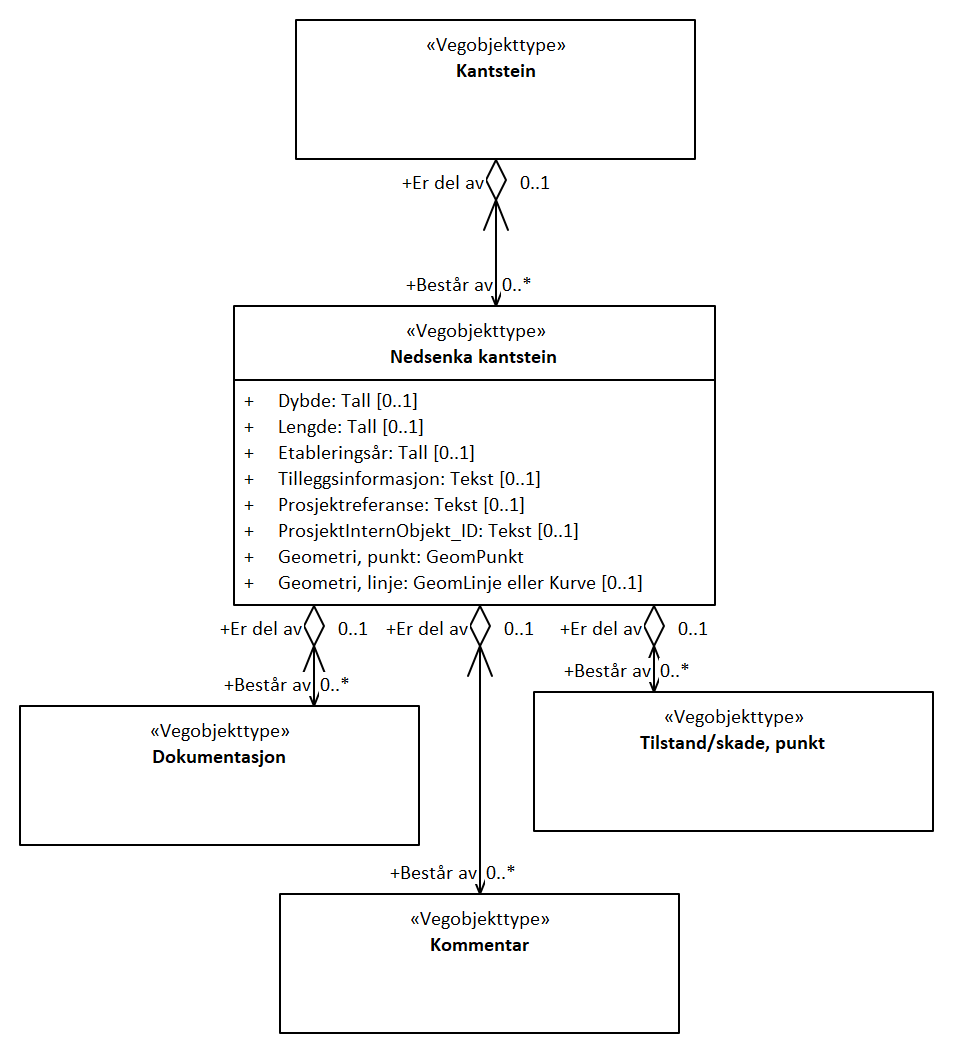 «Vegobjekttype»
Kantstein
+Er del av 0..1
+Består av 0..*
«Vegobjekttype»
Nedsenka kantstein
+ Dybde: Tall [0..1]
+ Lengde: Tall [0..1]
+ Etableringsår: Tall [0..1]
+ Tilleggsinformasjon: Tekst [0..1]
+ Prosjektreferanse: Tekst [0..1]
+ ProsjektInternObjekt_ID: Tekst [0..1]
+ Geometri, punkt: GeomPunkt
+ Geometri, linje: GeomLinje eller Kurve [0..1]
+Er del av 0..1 +Er del av 0..1 +Er del av 0..1
+Består av 0..*
+Består av 0..*
«Vegobjekttype»
Tilstand/skade, punkt
«Vegobjekttype»
Dokumentasjon
+Består av 0..*
«Vegobjekttype»
Kommentar